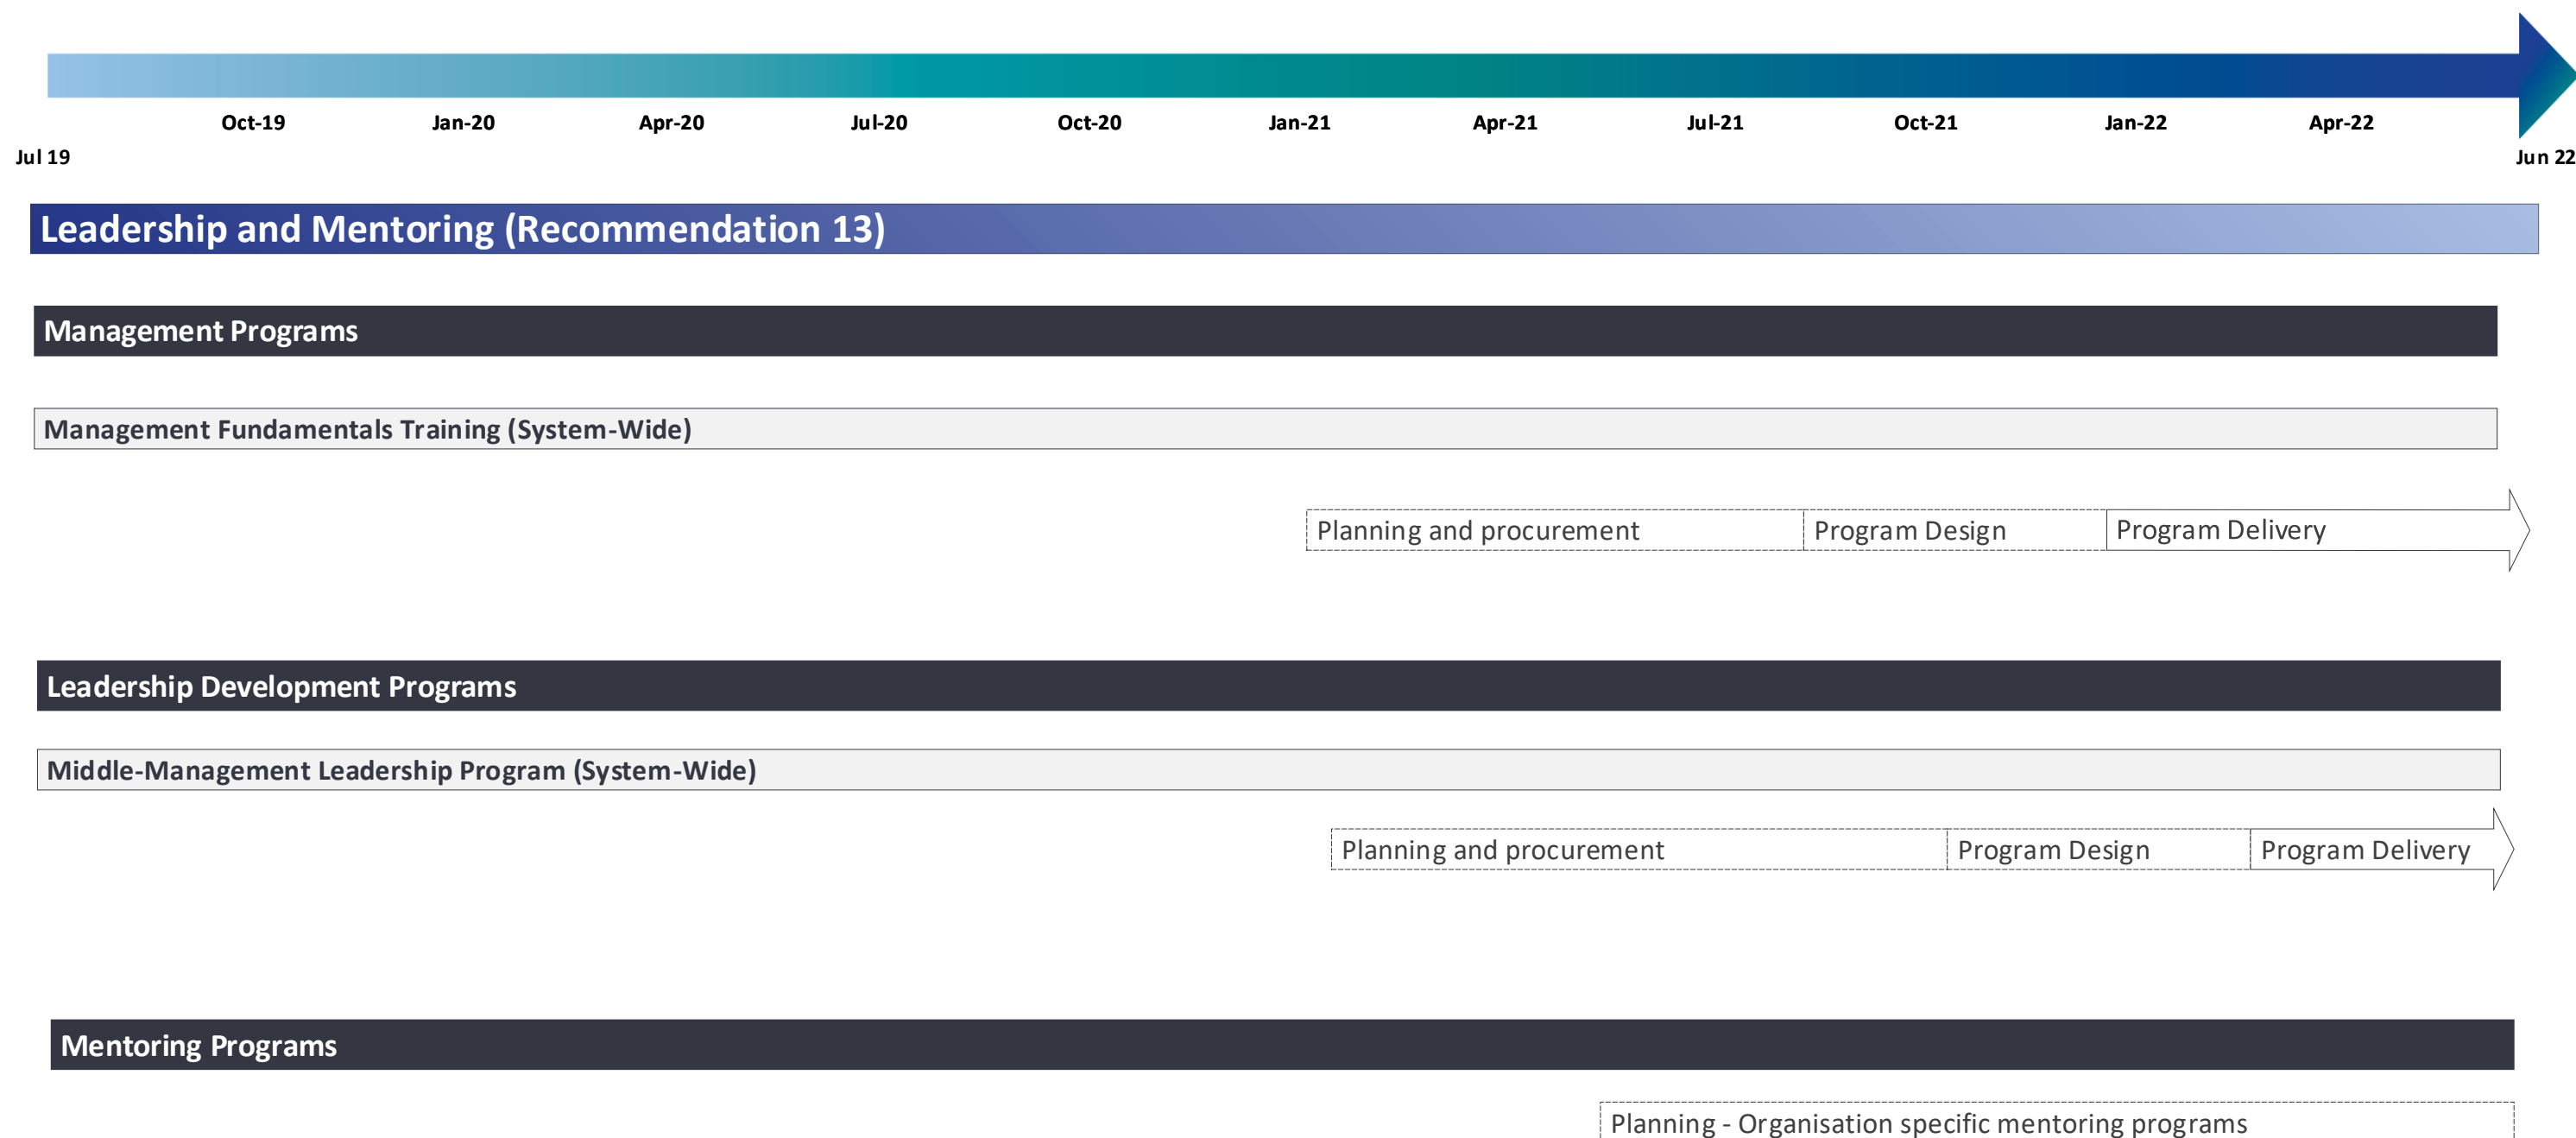 Oct-19 Jan-20 Apr-20 Jul-20 Oct-20 Jan-21 Apr-21 Jul-21 Oct-21 Jan-22 Apr-22
Jul 19 Jun 22
Leadership and Mentoring (Recommendation 13)
Management Programs
Management Fundamentals Training (System-Wide)
Planning and procurement Program Design Program Delivery
Leadership Development Programs
Middle-Management Leadership Program (System-Wide)
Planning and procurement Program Design Program Delivery
Mentoring Programs
Planning - Organisation specific mentoring programs